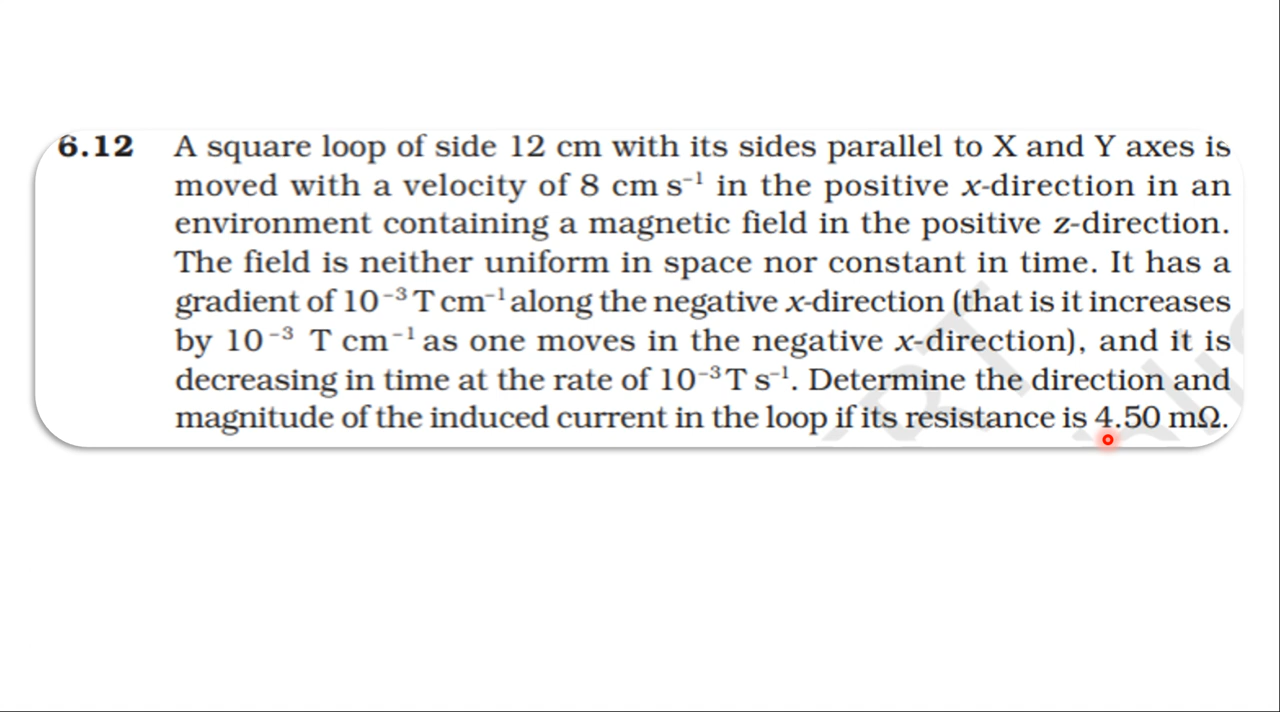 6.12 A square loop of side 12 cm with its sides parallel to X and Y axes is
moved with a velocity of 8 cm s⁻¹ in the positive x-direction in an
environment containing a magnetic field in the positive z-direction.
The field is neither uniform in space nor constant in time. It has a
gradient of 10⁻³ T cm⁻¹ along the negative x-direction (that is it increases
by 10⁻³ T cm⁻¹ as one moves in the negative x-direction), and it is
decreasing in time at the rate of 10⁻³ T s⁻¹. Determine the direction and
magnitude of the induced current in the loop if its resistance is 4.50 mΩ.